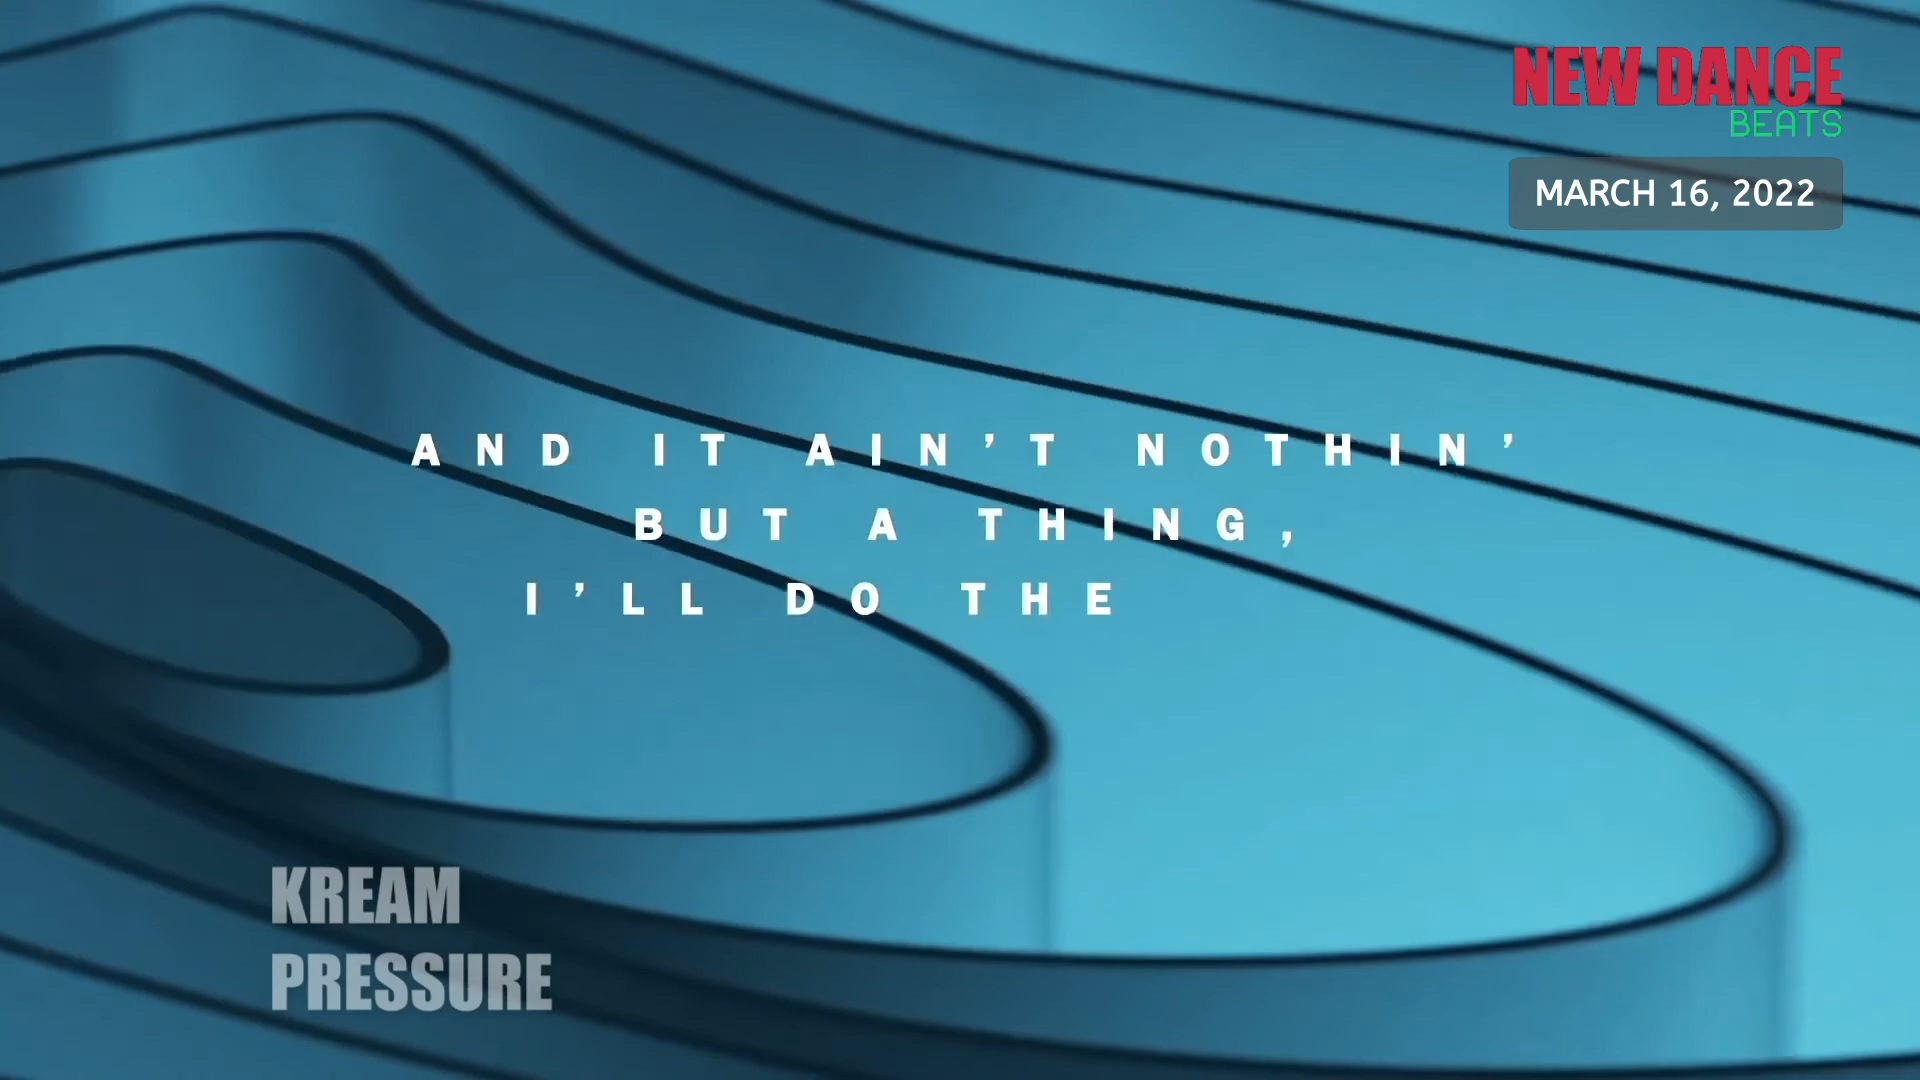 NEW DANCE
BEATS
MARCH 16, 2022
AND IT AIN’T NOTHIN’
BUT A THING,
I’LL DO THE
KREAM
PRESSURE